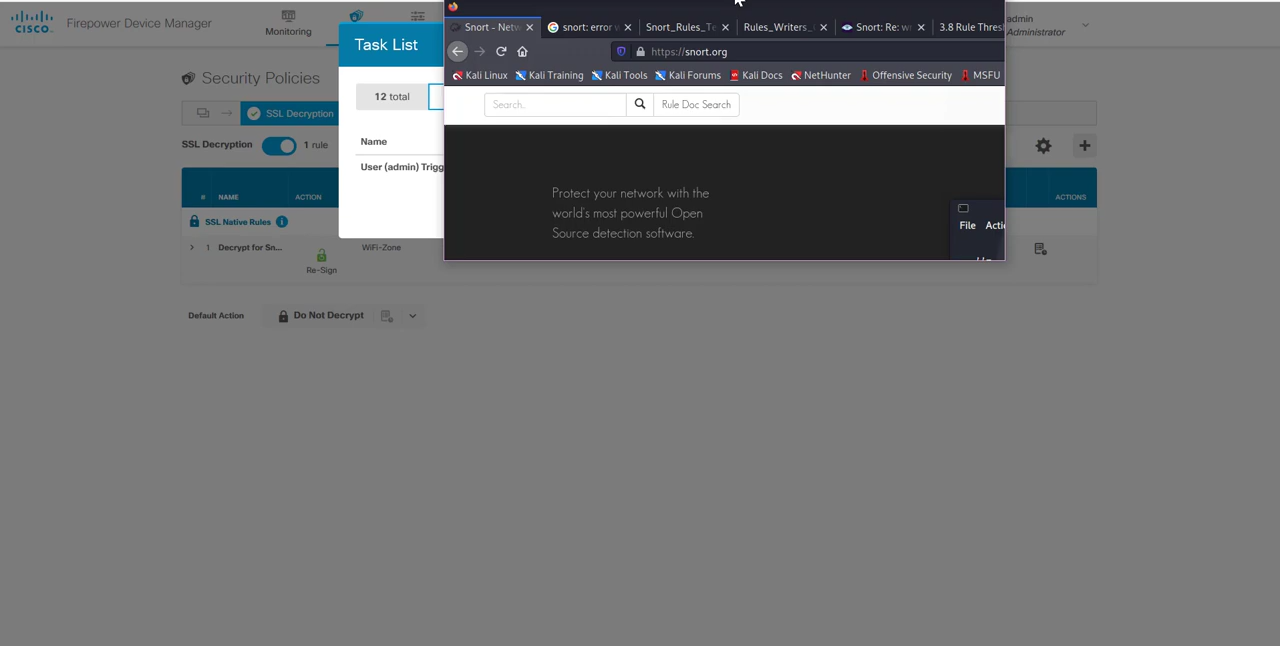 CISCO
Firepower Device Manager
Monitoring
admin
Administrator
Security Policies
SSL Decryption
SSL Decryption
1 rule
#
NAME
ACTION
ACTIONS
SSL Native Rules
1
Decrypt for Sn...
Re-Sign
WiFi-Zone
Default Action
Do Not Decrypt
Task List
12 total
Name
User (admin) Trigg
Snort - Netw
snort: error w
Snort_Rules_Te
Rules_Writers_
Snort: Re: wr
3.8 Rule Thres
https://snort.org
Kali Linux
Kali Training
Kali Tools
Kali Forums
Kali Docs
NetHunter
Offensive Security
MSFU
Search..
Rule Doc Search
Protect your network with the
world's most powerful Open
Source detection software.
File
Actio